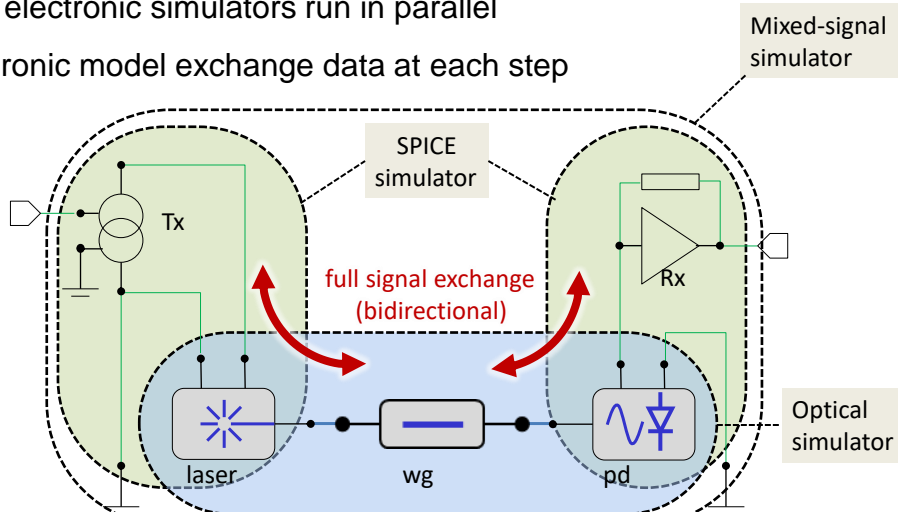 electronic simulators run in parallel
ronic model exchange data at each step
Mixed-signal
simulator
SPICE
simulator
Tx
Rx
full signal exchange
(bidirectional)
Optical
simulator
laser
wg
pd